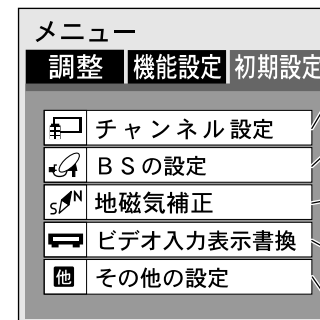 メニュー
調整 機能設定 初期設定
チャンネル設定
BSの設定
S N 地磁気補正
ビデオ入力表示書換
他 その他の設定